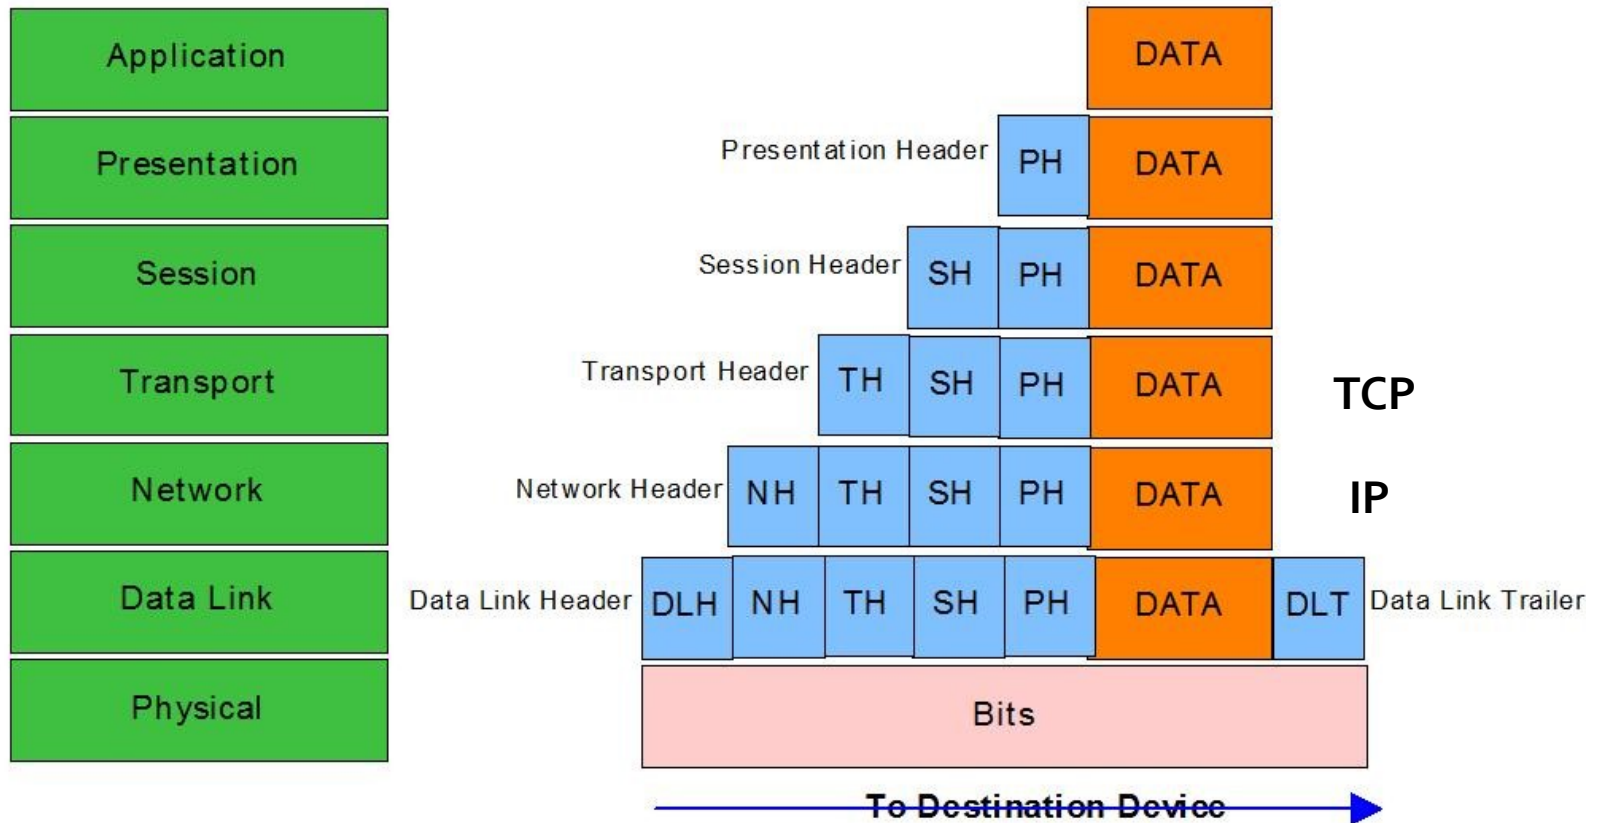 Application
DATA
Presentation
Presentation Header
PH
DATA
Session
Session Header
SH
PH
DATA
Transport
Transport Header
TH
SH
PH
DATA
TCP
Network
Network Header
NH
TH
SH
PH
DATA
IP
Data Link
Data Link Header
DLH
NH
TH
SH
PH
DATA
DLT
Data Link Trailer
Physical
Bits
To Destination Device